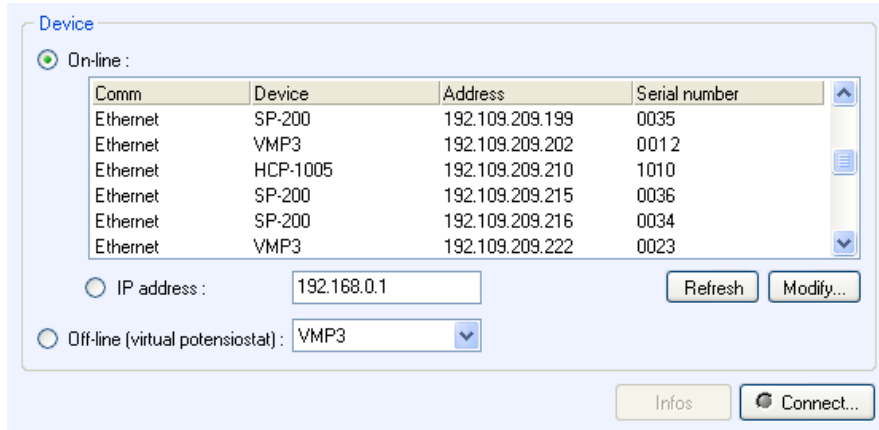 Device
On-line :
Comm Device Address Serial number
Ethernet SP-200 192.109.209.199 0035
Ethernet VMP3 192.109.209.202 0012
Ethernet HCP-1005 192.109.209.210 1010
Ethernet SP-200 192.109.209.215 0036
Ethernet SP-200 192.109.209.216 0034
Ethernet VMP3 192.109.209.222 0023
IP address : 192.168.0.1 Refresh Modify...
Off-line (virtual potensiostat) : VMP3
Infos Connect...